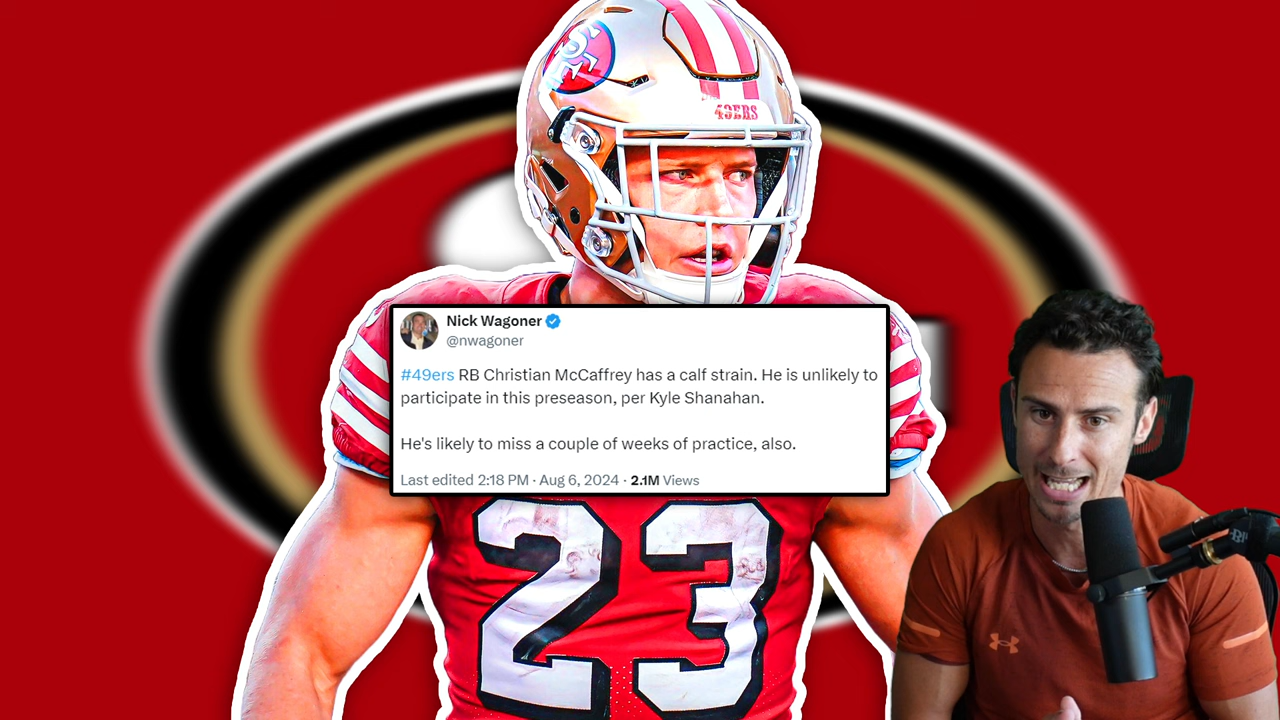 SF
49ERS
Nick Wagoner
@nwagoner
#49ers RB Christian McCaffrey has a calf strain. He is unlikely to
participate in this preseason, per Kyle Shanahan.
He's likely to miss a couple of weeks of practice, also.
Last edited 2:18 PM · Aug 6, 2024 · 2.1M Views
23